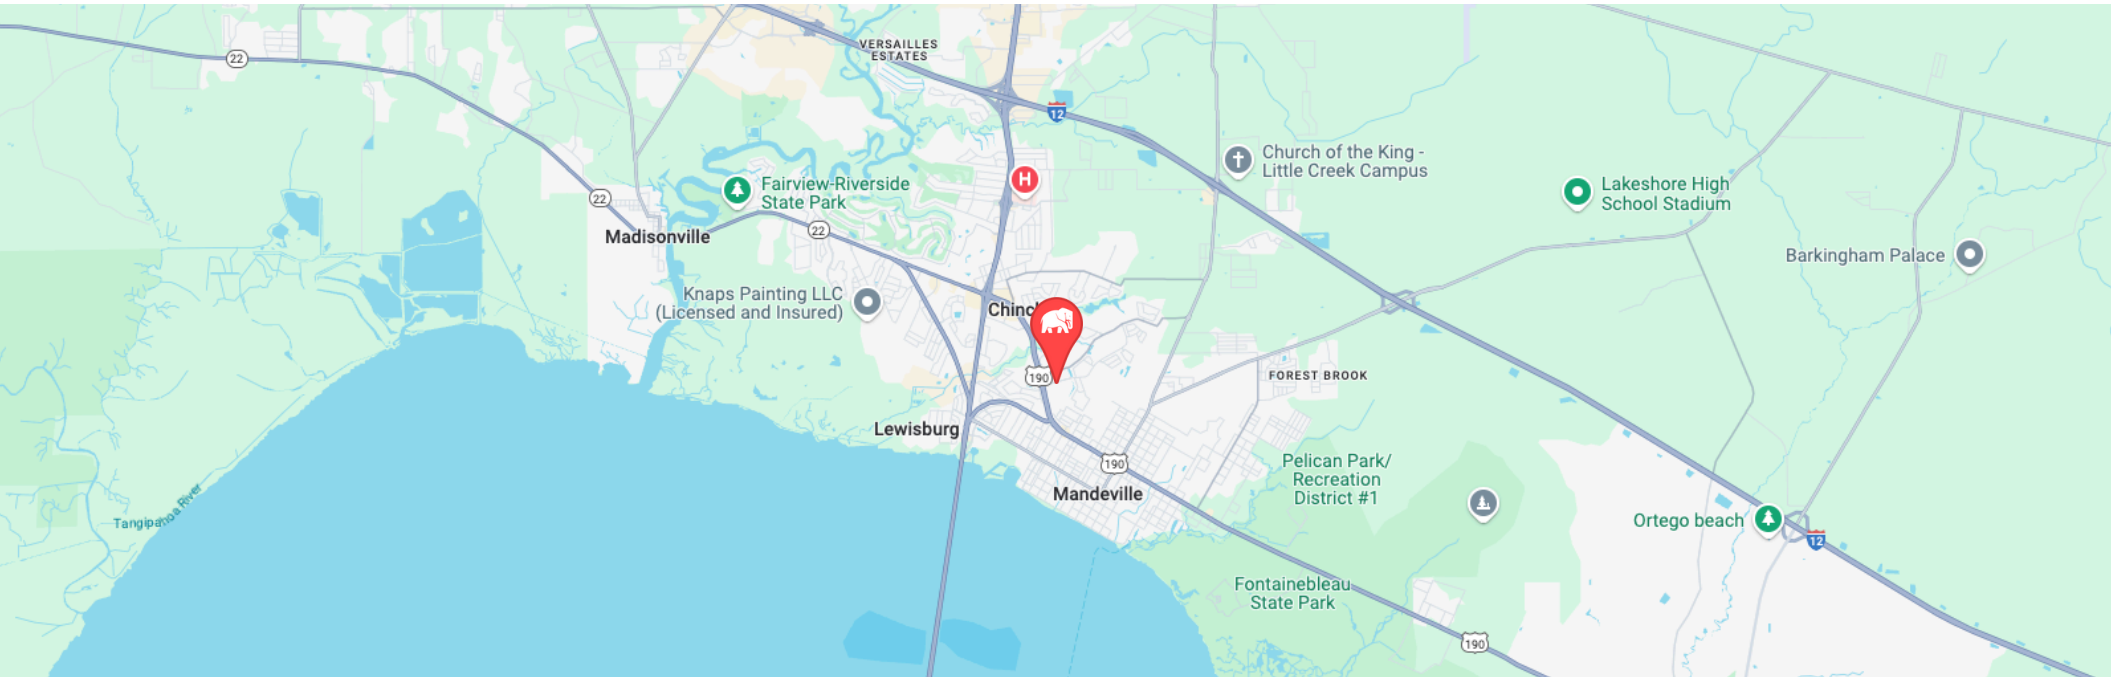 VERSAILLES
ESTATES
22
12
Church of the King -
Little Creek Campus
H
Fairview-Riverside
State Park
Lakeshore High
School Stadium
22
22
Madisonville
Barkingham Palace
Knaps Painting LLC
(Licensed and Insured)
190
FOREST BROOK
Lewisburg
190
Pelican Park/
Recreation
District #1
Mandeville
Tangipahoa River
Ortego beach
12
Fontainebleau
State Park
190